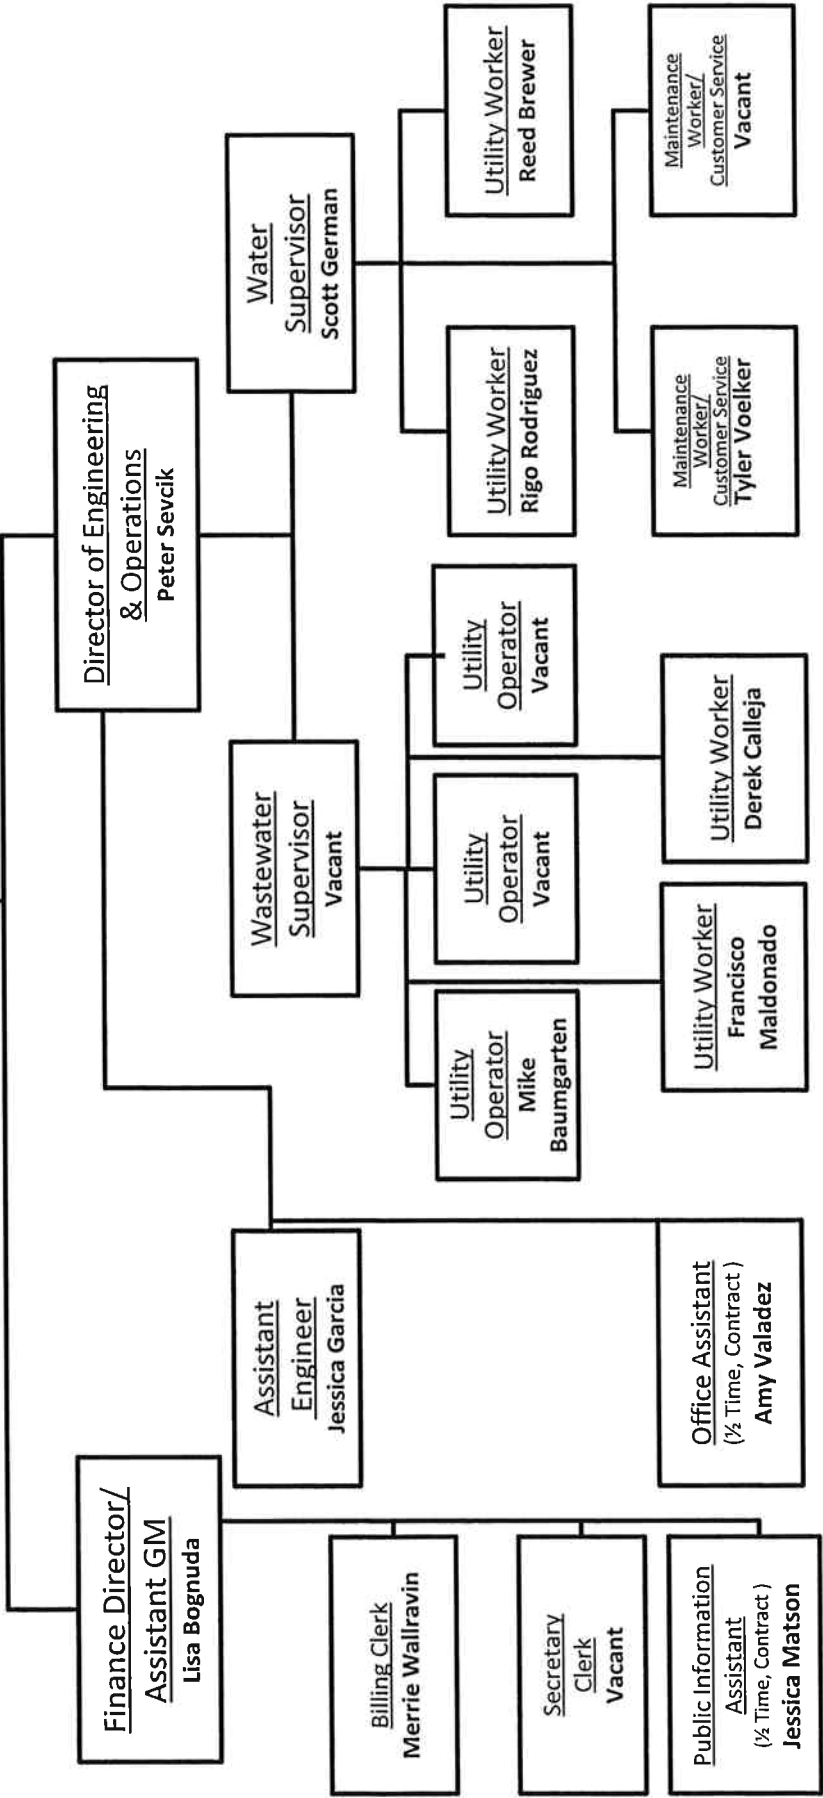 Finance Director/
Assistant GM
Lisa Bognuda
Director of Engineering
& Operations
Peter Sevcik
Assistant
Engineer
Jessica Garcia
Wastewater
Supervisor
Vacant
Water
Supervisor
Scott German
Billing Clerk
Merrie Wallravin
Secretary
Clerk
Vacant
Public Information
Assistant
(½ Time, Contract )
Jessica Matson
Office Assistant
(½ Time, Contract )
Amy Valadez
Utility
Operator
Mike
Baumgarten
Utility
Operator
Vacant
Utility
Operator
Vacant
Utility Worker
Francisco
Maldonado
Utility Worker
Derek Calleja
Utility Worker
Rigo Rodriguez
Utility Worker
Reed Brewer
Maintenance
Worker/
Customer Service
Tyler Voelker
Maintenance
Worker/
Customer Service
Vacant